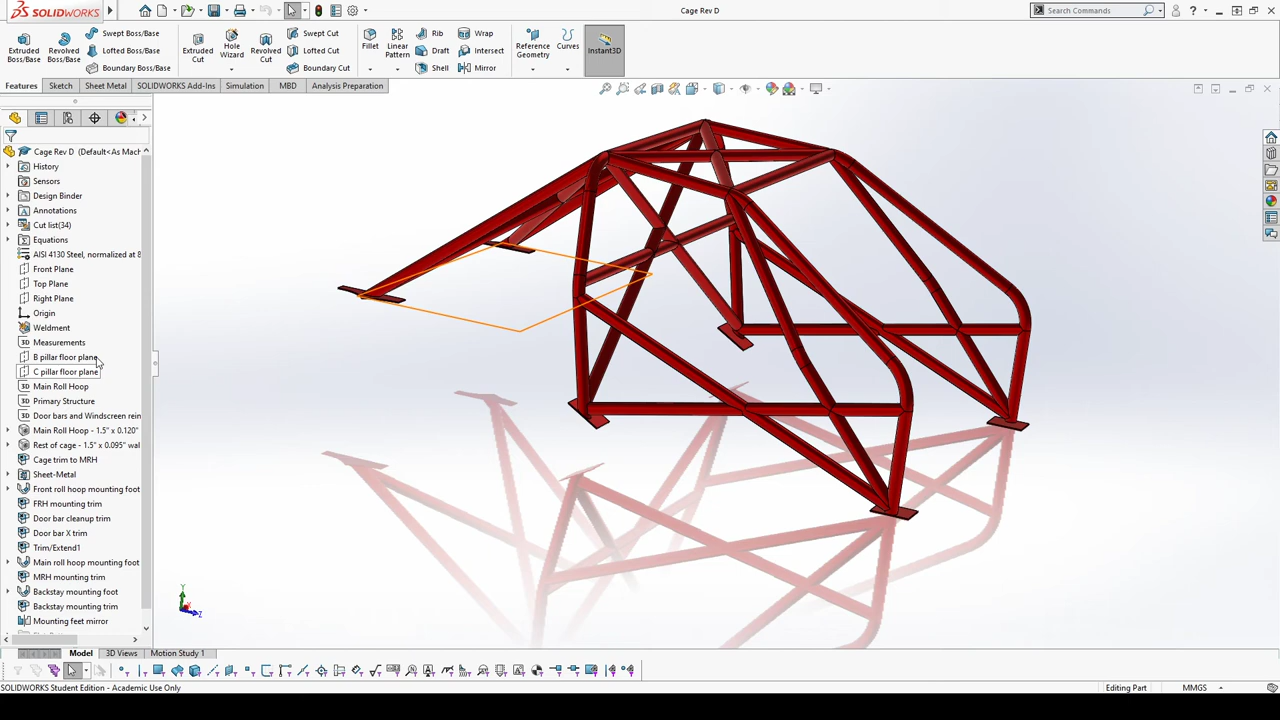 SOLIDWORKS
Cage Rev D
Search Commands
Extruded Boss/Base
Revolved Boss/Base
Swept Boss/Base
Lofted Boss/Base
Boundary Boss/Base
Extruded Cut
Hole Wizard
Revolved Cut
Swept Cut
Lofted Cut
Boundary Cut
Fillet
Linear Pattern
Rib
Draft
Shell
Wrap
Intersect
Mirror
Reference Geometry
Curves
Instant3D
Features
Sketch
Sheet Metal
SOLIDWORKS Add-Ins
Simulation
MBD
Analysis Preparation
Cage Rev D (Default<As Mach
History
Sensors
Design Binder
Annotations
Cut list(34)
Equations
AISI 4130 Steel, normalized at 8
Front Plane
Top Plane
Right Plane
Origin
Weldment
3D Measurements
B pillar floor plane
C pillar floor plane
3D Main Roll Hoop
3D Primary Structure
3D Door bars and Windscreen rein
Main Roll Hoop - 1.5" x 0.120"
Rest of cage - 1.5" x 0.095" wal
Cage trim to MRH
Sheet-Metal
Front roll hoop mounting foot
FRH mounting trim
Door bar cleanup trim
Door bar X trim
Trim/Extend1
Main roll hoop mounting foot
MRH mounting trim
Backstay mounting foot
Backstay mounting trim
Mounting feet mirror
Y
Z
Model
3D Views
Motion Study 1
SOLIDWORKS Student Edition - Academic Use Only
Editing Part
MMGS